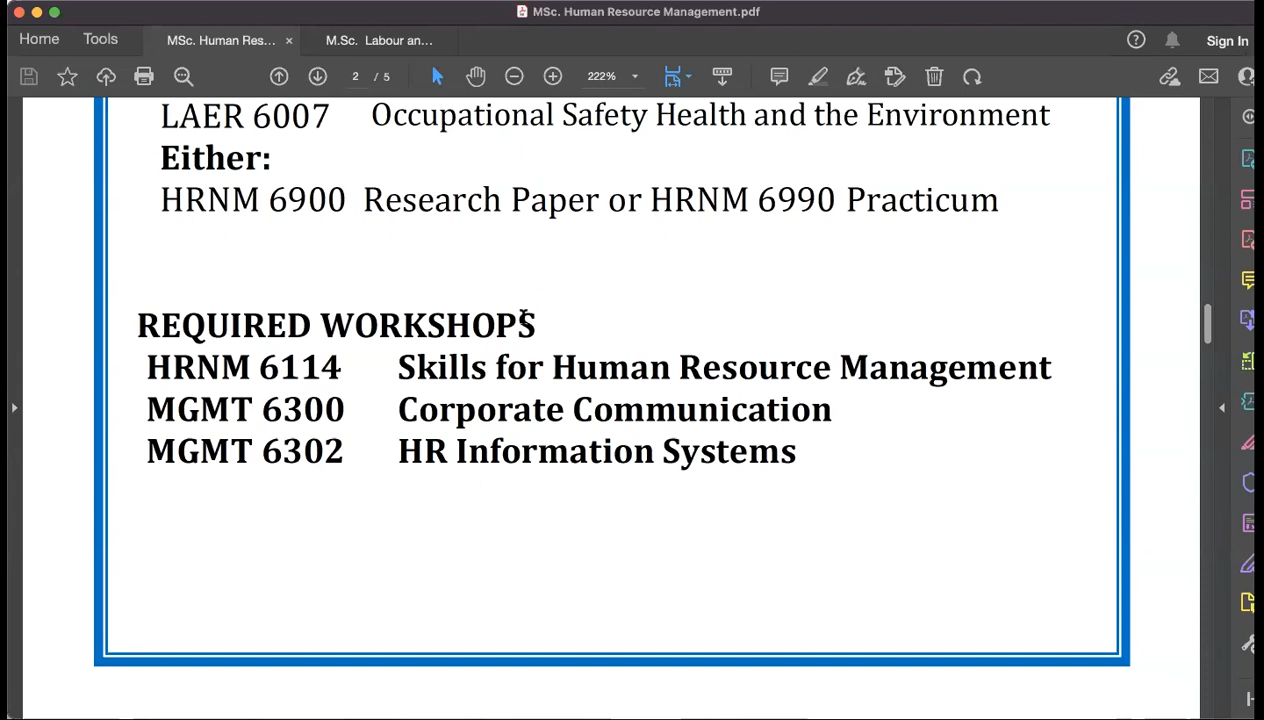 MSc. Human Resource Management.pdf
Home Tools MSc. Human Res... × M.Sc. Labour an... Sign In
2 / 5 222%
LAER 6007 Occupational Safety Health and the Environment
Either:
HRNM 6900 Research Paper or HRNM 6990 Practicum
REQUIRED WORKSHOPS
HRNM 6114 Skills for Human Resource Management
MGMT 6300 Corporate Communication
MGMT 6302 HR Information Systems